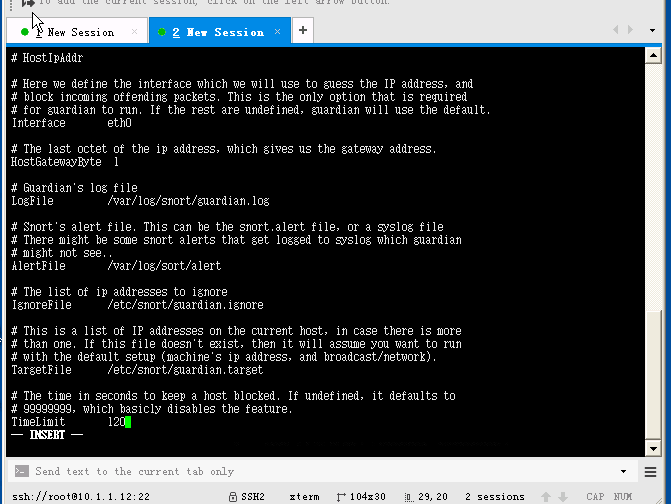 To add the current session, click on the left arrow button.
1 New Session × 2 New Session × +
# HostIpAddr
# Here we define the interface which we will use to guess the IP address, and
# block incoming offending packets. This is the only option that is required
# for guardian to run. If the rest are undefined, guardian will use the default.
Interface eth0
# The last octet of the ip address, which gives us the gateway address.
HostGatewayByte 1
# Guardian's log file
LogFile /var/log/snort/guardian.log
# Snort's alert file. This can be the snort.alert file, or a syslog file
# There might be some snort alerts that get logged to syslog which guardian
# might not see..
AlertFile /var/log/sort/alert
# The list of ip addresses to ignore
IgnoreFile /etc/snort/guardian.ignore
# This is a list of IP addresses on the current host, in case there is more
# than one. If this file doesn't exist, then it will assume you want to run
# with the default setup (machine's ip address, and broadcast/network).
TargetFile /etc/snort/guardian.target
# The time in seconds to keep a host blocked. If undefined, it defaults to
# 99999999, which basicly disables the feature.
TimeLimit 120
-- INSERT --
Send text to the current tab only
ssh://root@10.1.1.12:22 SSH2 xterm 104x30 29,20 2 sessions CAP NUM